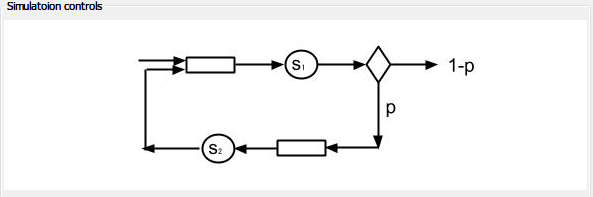 Simulatoion controls
S₁
1-p
p
S₂